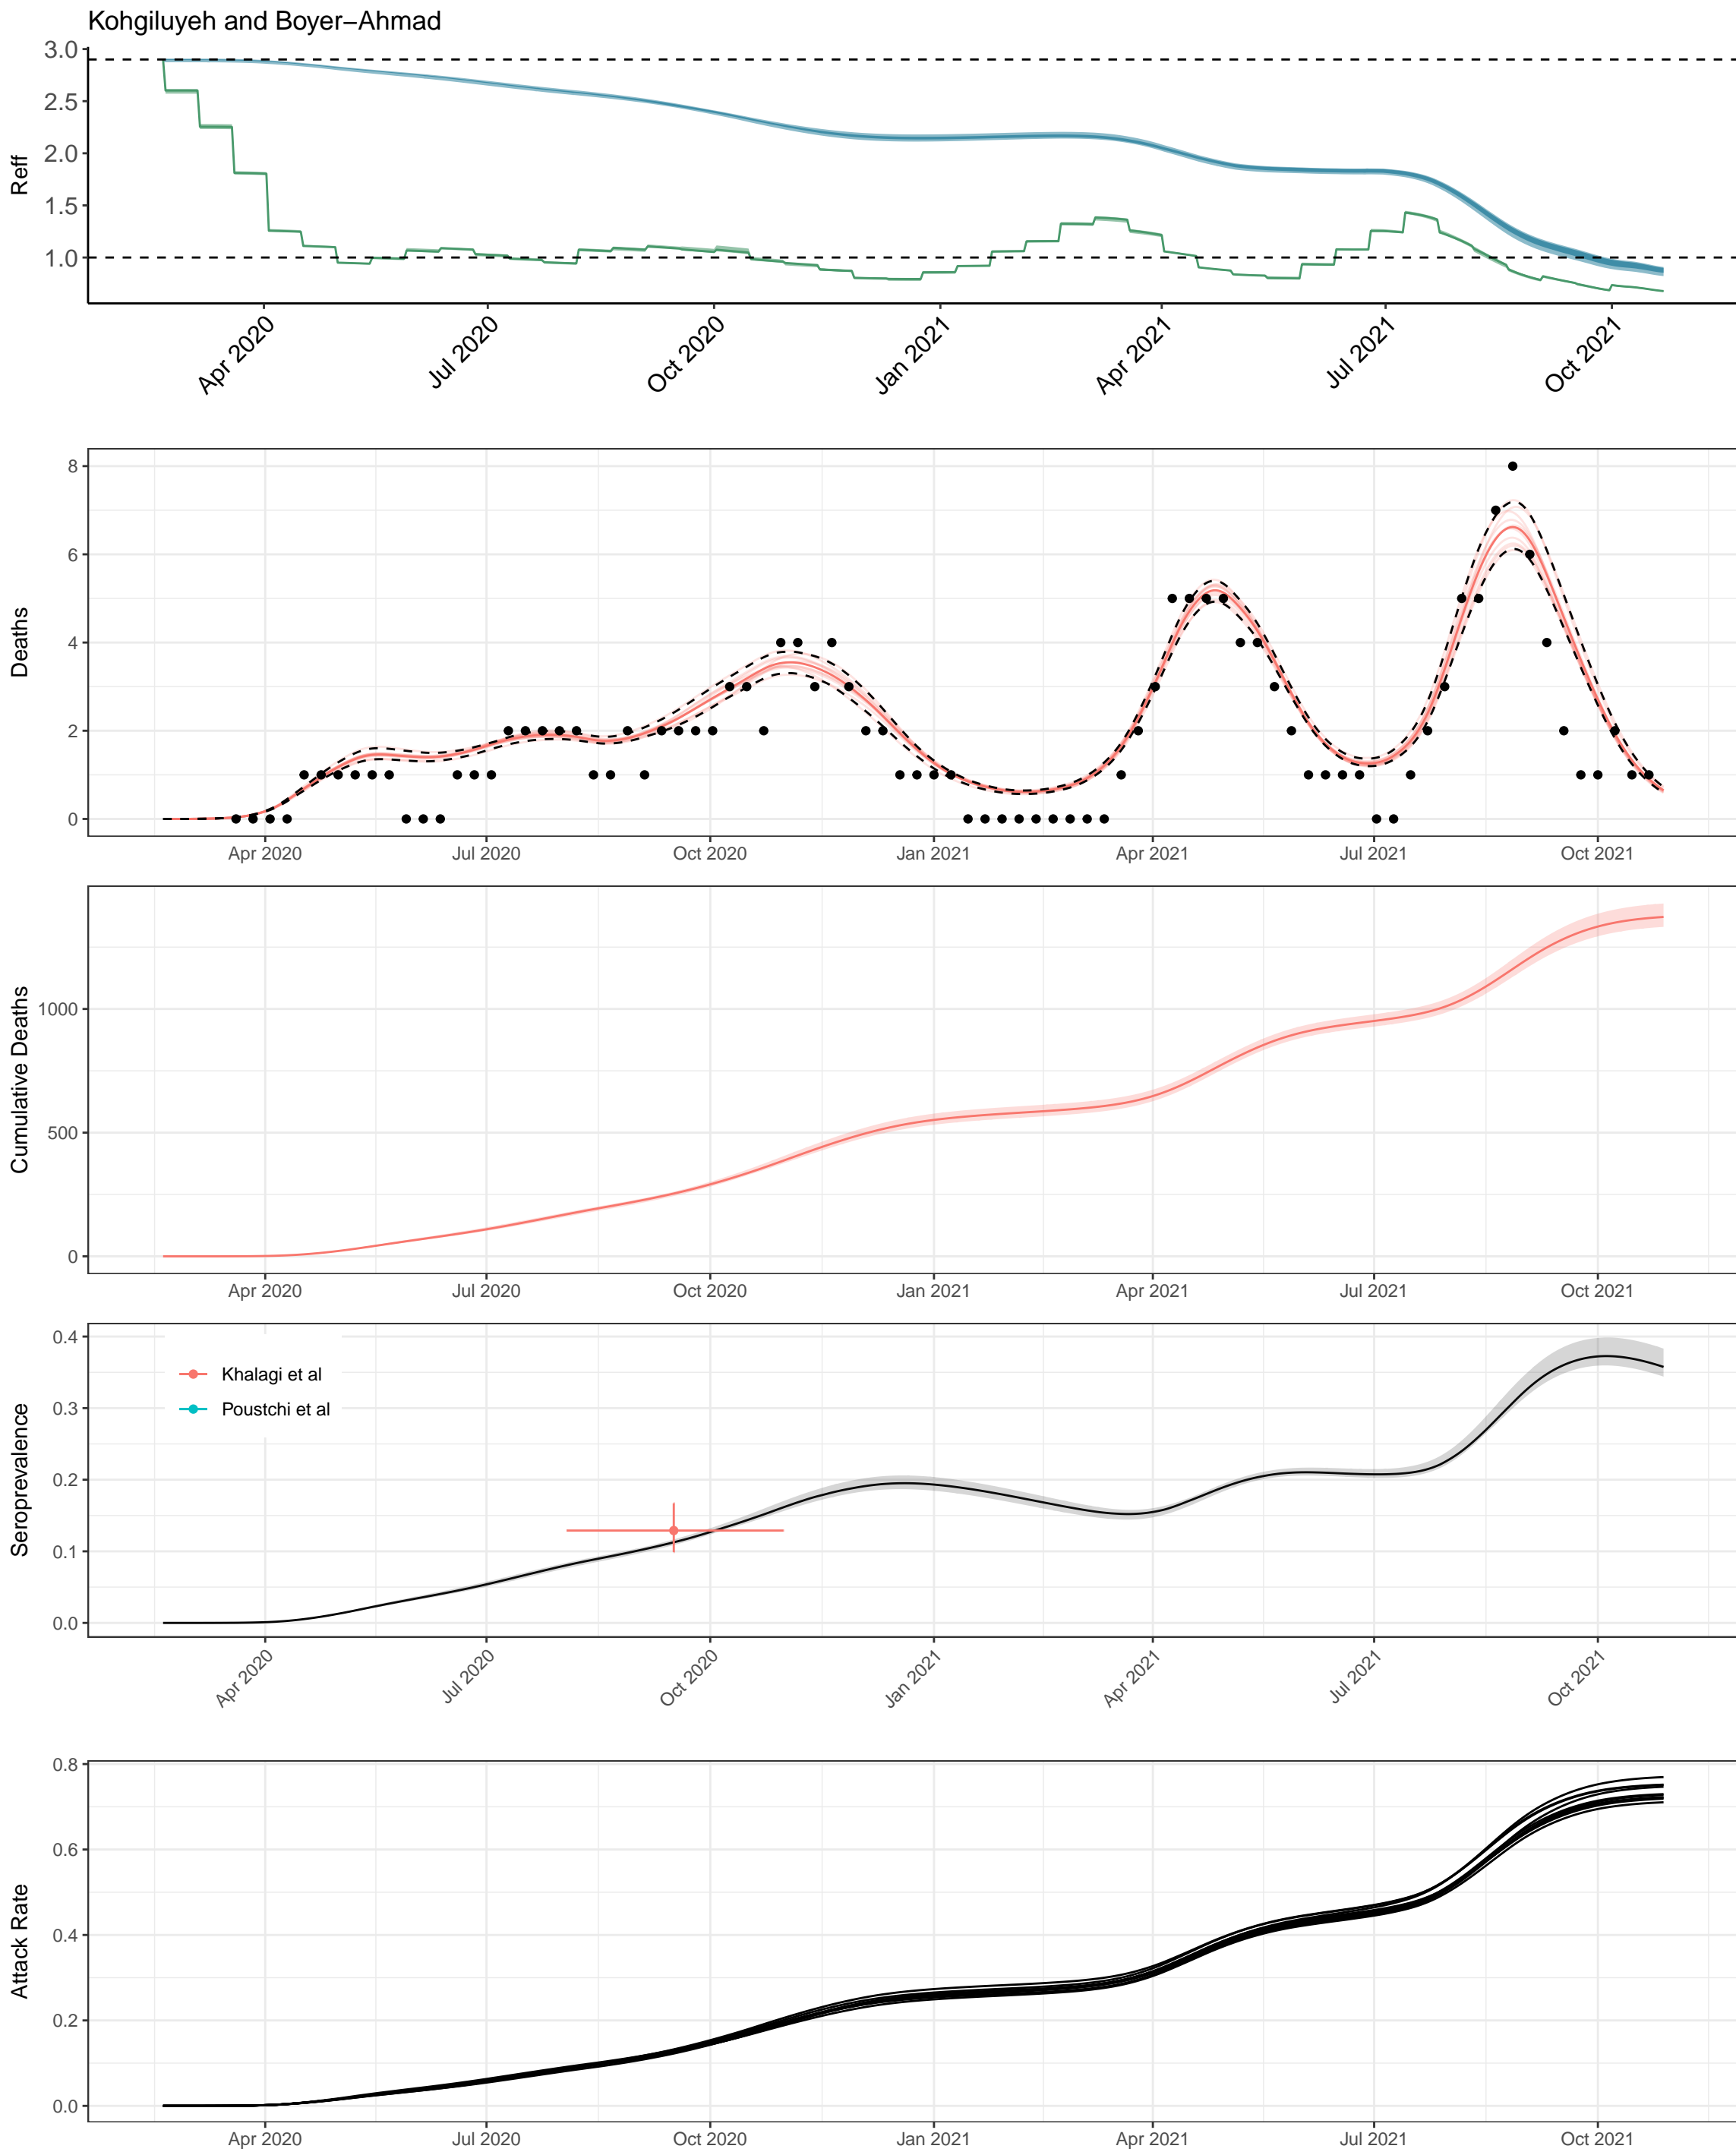 Kohgiluyeh and Boyer−Ahmad
Reff
3.0
2.5
2.0
1.5
1.0
Apr 2020
Jul 2020
Oct 2020
Jan 2021
Apr 2021
Jul 2021
Oct 2021
Deaths
8
6
4
2
0
Apr 2020
Jul 2020
Oct 2020
Jan 2021
Apr 2021
Jul 2021
Oct 2021
Cumulative Deaths
1000
500
0
Apr 2020
Jul 2020
Oct 2020
Jan 2021
Apr 2021
Jul 2021
Oct 2021
Seroprevalence
0.4
0.3
0.2
0.1
0.0
Khalagi et al
Poustchi et al
Apr 2020
Jul 2020
Oct 2020
Jan 2021
Apr 2021
Jul 2021
Oct 2021
Attack Rate
0.8
0.6
0.4
0.2
0.0
Apr 2020
Jul 2020
Oct 2020
Jan 2021
Apr 2021
Jul 2021
Oct 2021